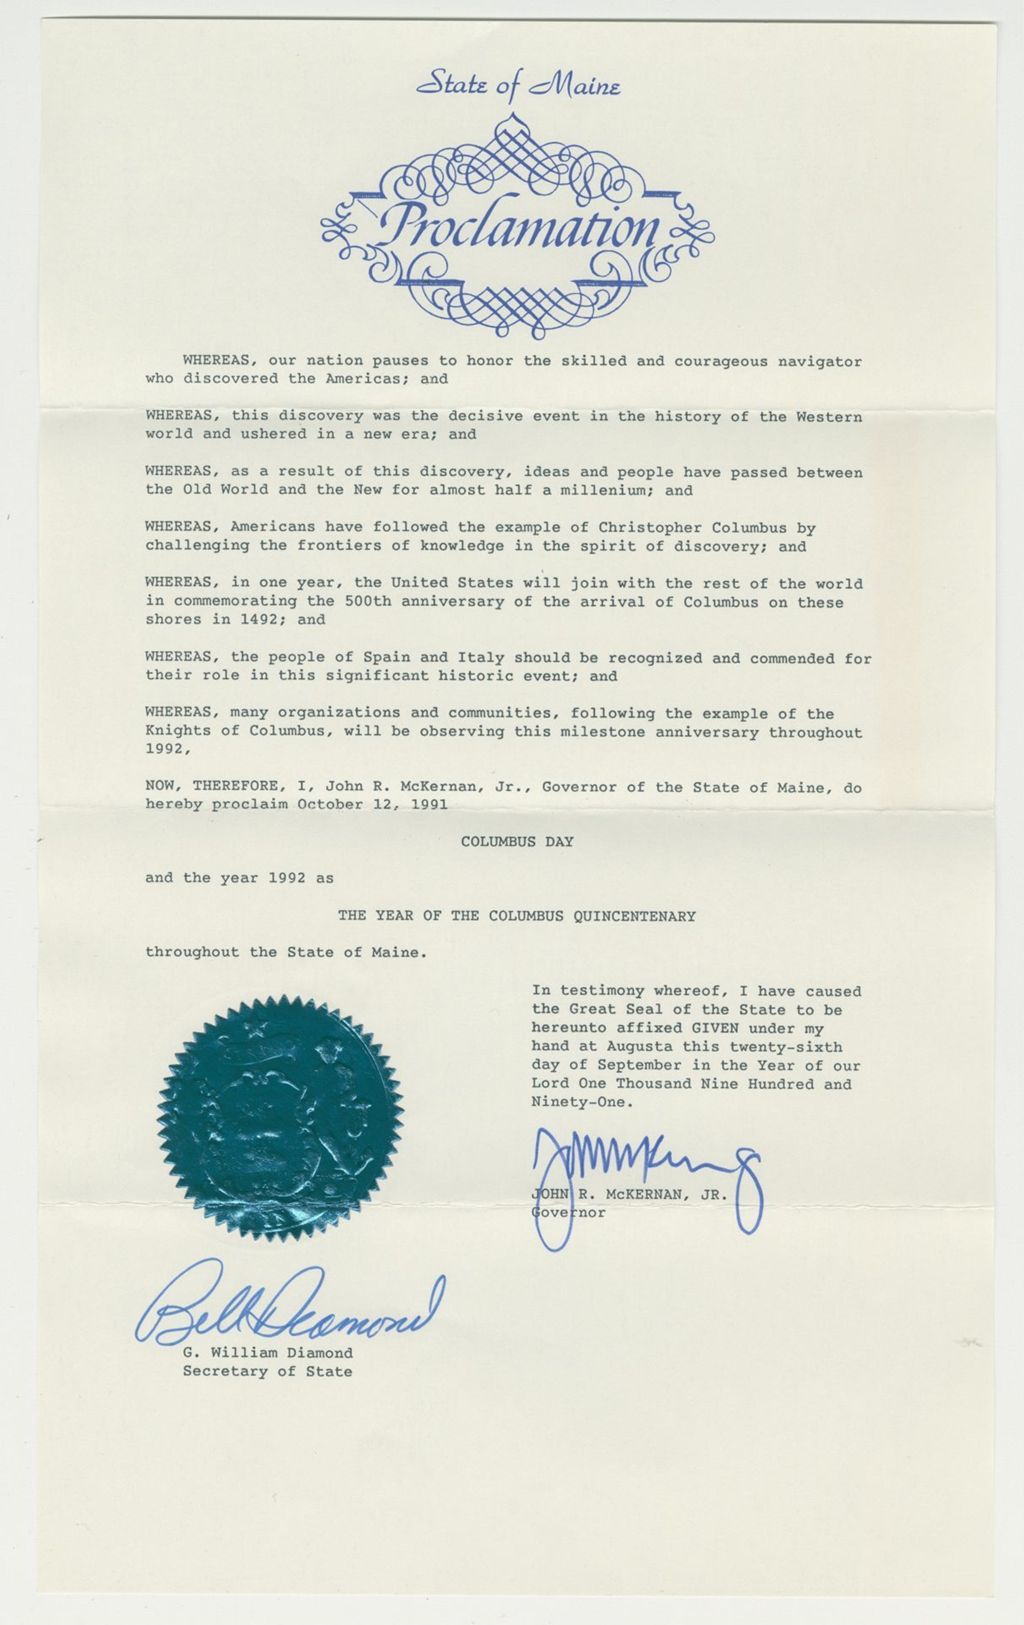 State of Maine
Proclamation
WHEREAS, our nation pauses to honor the skilled and courageous navigator
who discovered the Americas; and
WHEREAS, this discovery was the decisive event in the history of the Western
world and ushered in a new era; and
WHEREAS, as a result of this discovery, ideas and people have passed between
the Old World and the New for almost half a millenium; and
WHEREAS, Americans have followed the example of Christopher Columbus by
challenging the frontiers of knowledge in the spirit of discovery; and
WHEREAS, in one year, the United States will join with the rest of the world
in commemorating the 500th anniversary of the arrival of Columbus on these
shores in 1492; and
WHEREAS, the people of Spain and Italy should be recognized and commended for
their role in this significant historic event; and
WHEREAS, many organizations and communities, following the example of the
Knights of Columbus, will be observing this milestone anniversary throughout
1992,
NOW, THEREFORE, I, John R. McKernan, Jr., Governor of the State of Maine, do
hereby proclaim October 12, 1991
COLUMBUS DAY
and the year 1992 as
THE YEAR OF THE COLUMBUS QUINCENTENARY
throughout the State of Maine.
In testimony whereof, I have caused
the Great Seal of the State to be
hereunto affixed GIVEN under my
hand at Augusta this twenty-sixth
day of September in the Year of our
Lord One Thousand Nine Hundred and
Ninety-One.
JOHN R. McKERNAN, JR.
Governor
Bill Diamond
G. William Diamond
Secretary of State